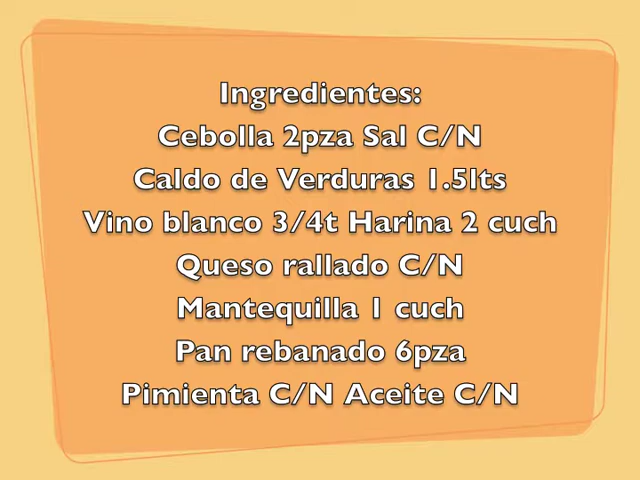 Ingredientes:
Cebolla 2pza Sal C/N
Caldo de Verduras 1.5lts
Vino blanco 3/4t Harina 2 cuch
Queso rallado C/N
Mantequilla 1 cuch
Pan rebanado 6pza
Pimienta C/N Aceite C/N